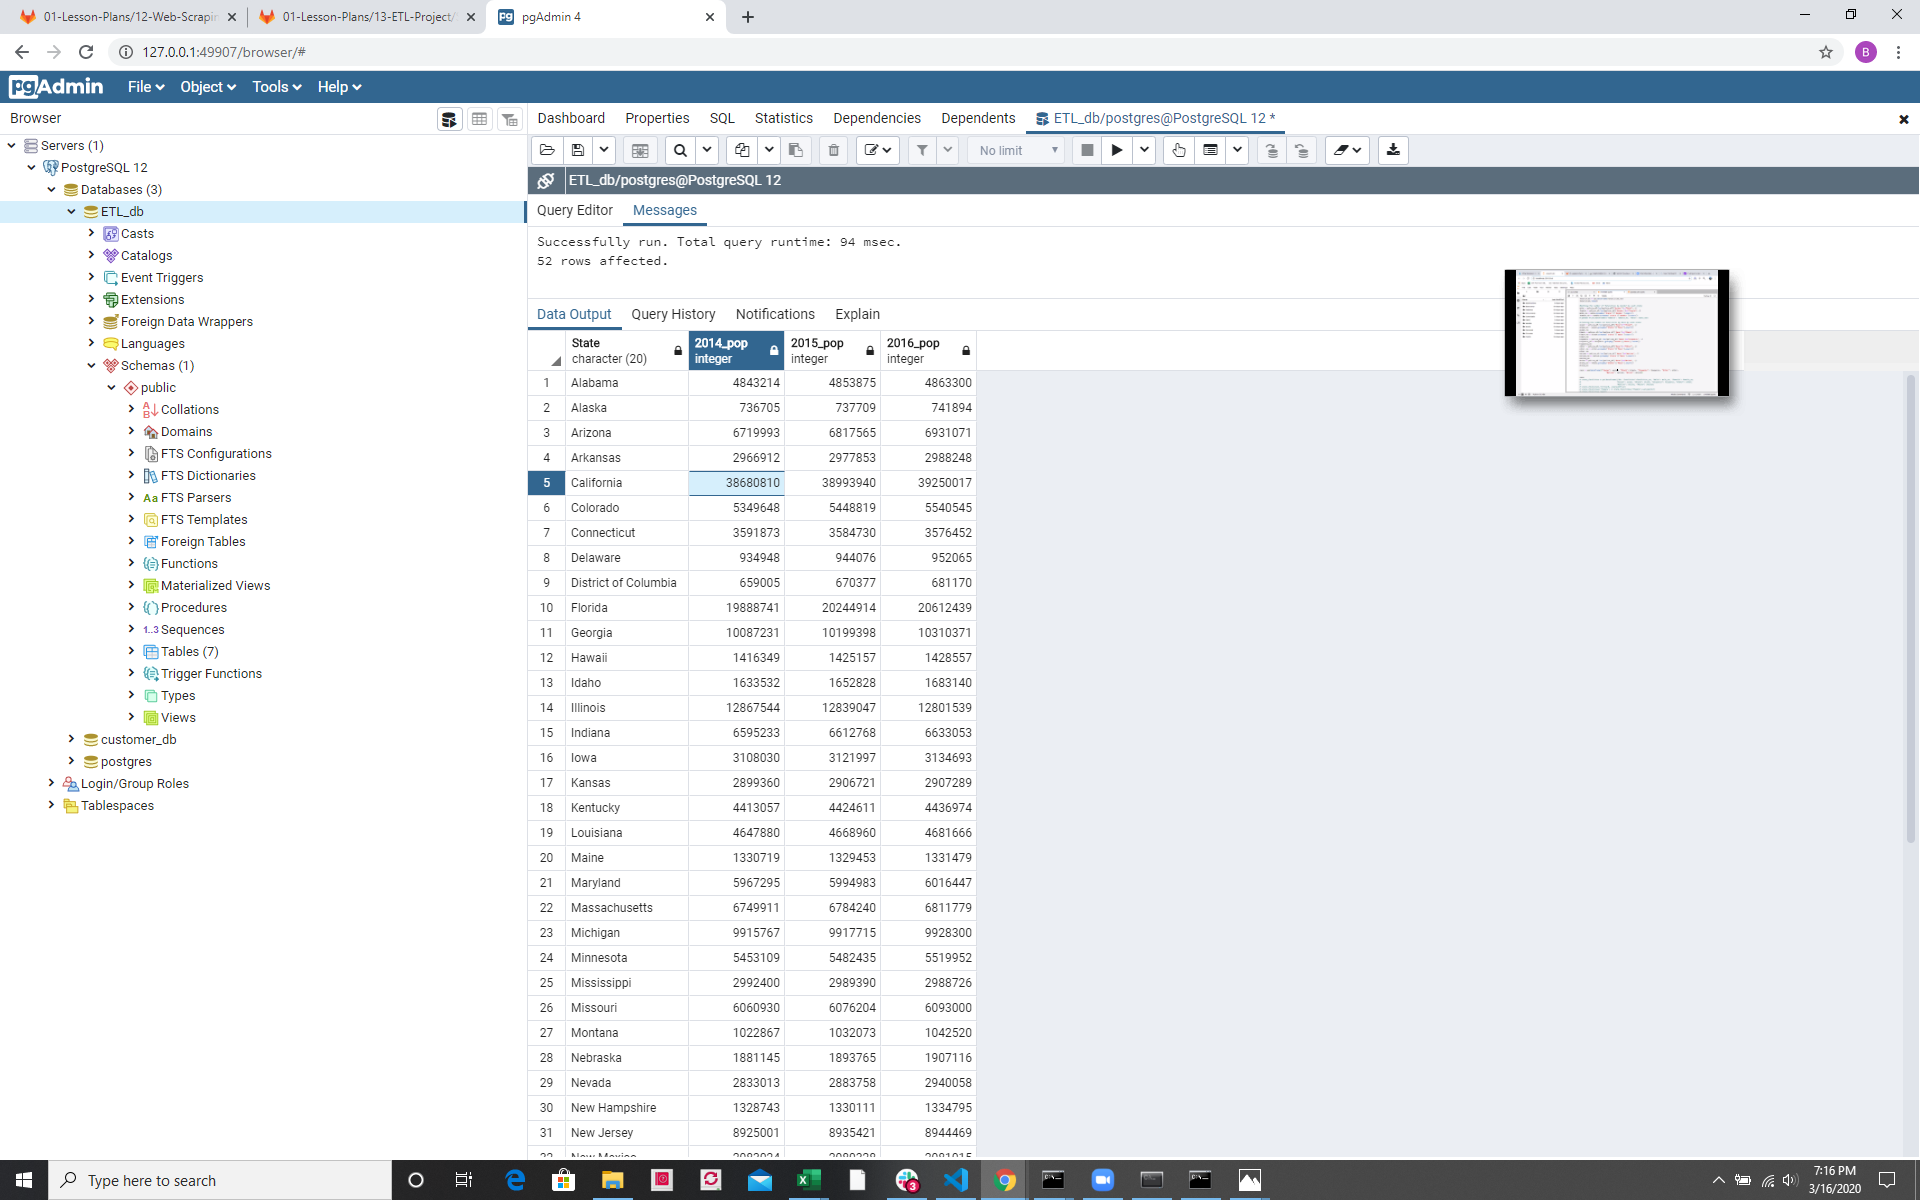 01-Lesson-Plans/12-Web-Scrapin
01-Lesson-Plans/13-ETL-Project/
pgAdmin 4
127.0.0.1:49907/browser/#
B
pgAdmin File Object Tools Help
Browser
Dashboard Properties SQL Statistics Dependencies Dependents ETL_db/postgres@PostgreSQL 12 *
No limit
ETL_db/postgres@PostgreSQL 12
Query Editor Messages
Successfully run. Total query runtime: 94 msec.
52 rows affected.
Servers (1)
PostgreSQL 12
Databases (3)
ETL_db
Casts
Catalogs
Event Triggers
Extensions
Foreign Data Wrappers
Languages
Schemas (1)
public
Collations
Domains
FTS Configurations
FTS Dictionaries
Aa FTS Parsers
FTS Templates
Foreign Tables
Functions
Materialized Views
Procedures
1..3 Sequences
Tables (7)
Trigger Functions
Types
Views
customer_db
postgres
Login/Group Roles
Tablespaces
Data Output Query History Notifications Explain
State 2014_pop 2015_pop 2016_pop
character (20) integer integer integer
1 Alabama 4843214 4853875 4863300
2 Alaska 736705 737709 741894
3 Arizona 6719993 6817565 6931071
4 Arkansas 2966912 2977853 2988248
5 California 38680810 38993940 39250017
6 Colorado 5349648 5448819 5540545
7 Connecticut 3591873 3584730 3576452
8 Delaware 934948 944076 952065
9 District of Columbia 659005 670377 681170
10 Florida 19888741 20244914 20612439
11 Georgia 10087231 10199398 10310371
12 Hawaii 1416349 1425157 1428557
13 Idaho 1633532 1652828 1683140
14 Illinois 12867544 12839047 12801539
15 Indiana 6595233 6612768 6633053
16 Iowa 3108030 3121997 3134693
17 Kansas 2899360 2906721 2907289
18 Kentucky 4413057 4424611 4436974
19 Louisiana 4647880 4668960 4681666
20 Maine 1330719 1329453 1331479
21 Maryland 5967295 5994983 6016447
22 Massachusetts 6749911 6784240 6811779
23 Michigan 9915767 9917715 9928300
24 Minnesota 5453109 5482435 5519952
25 Mississippi 2992400 2989390 2988726
26 Missouri 6060930 6076204 6093000
27 Montana 1022867 1032073 1042520
28 Nebraska 1881145 1893765 1907116
29 Nevada 2833013 2883758 2940058
30 New Hampshire 1328743 1330111 1334795
31 New Jersey 8925001 8935421 8944469
Type here to search
3
7:16 PM
3/16/2020